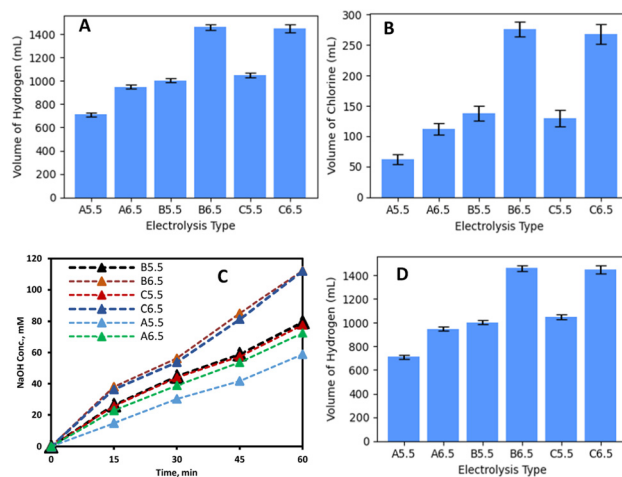 A
Volume of Hydrogen (mL)
1400
1200
1000
800
600
400
200
0
A5.5 A6.5 B5.5 B6.5 C5.5 C6.5
Electrolysis Type
B
Volume of Chlorine (mL)
300
250
200
150
100
50
0
A5.5 A6.5 B5.5 B6.5 C5.5 C6.5
Electrolysis Type
C
NaOH Conc., mM
120
100
80
60
40
20
0
B5.5
B6.5
C5.5
C6.5
A5.5
A6.5
0 15 30 45 60
Time, min
D
Volume of Hydrogen (mL)
1400
1200
1000
800
600
400
200
0
A5.5 A6.5 B5.5 B6.5 C5.5 C6.5
Electrolysis Type